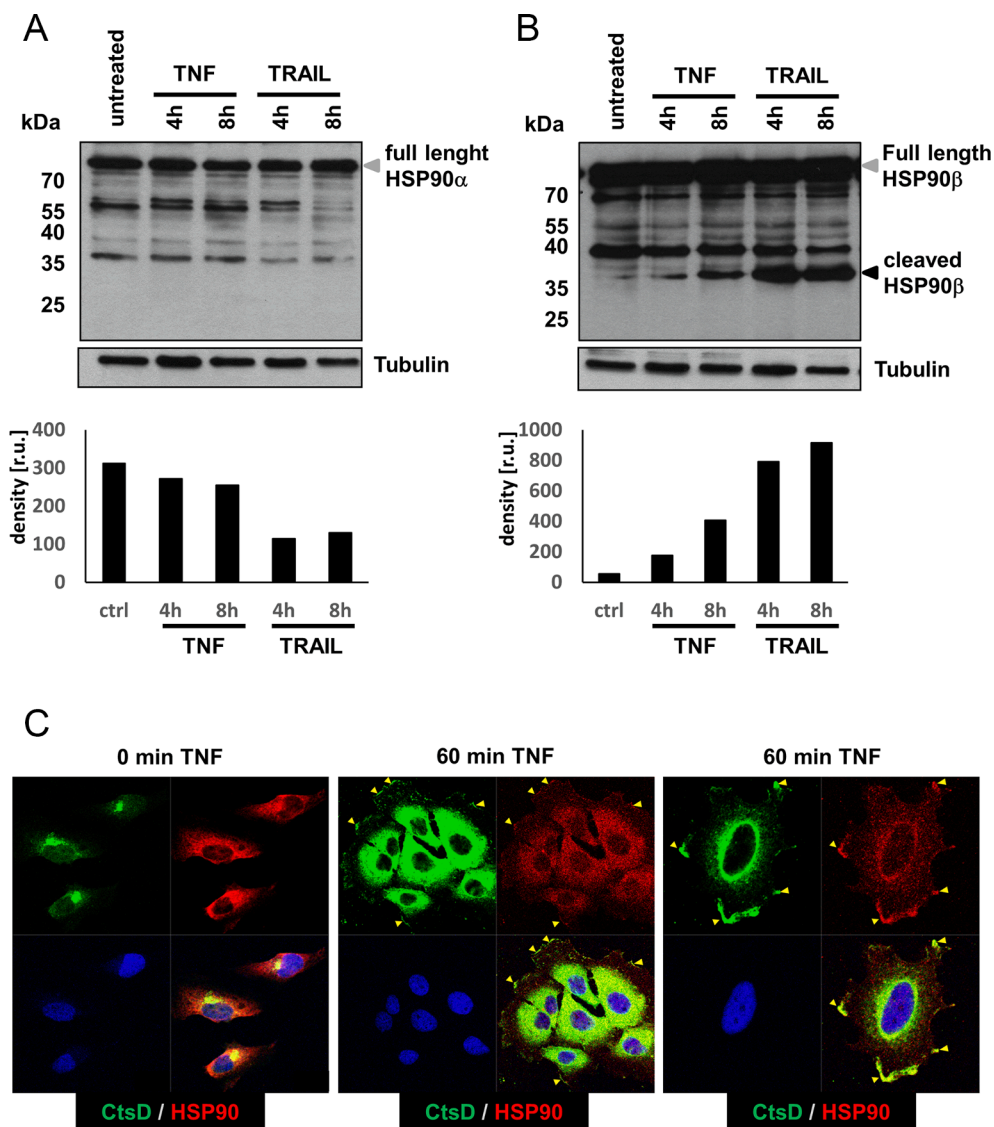 A
untreated
TNF
TRAIL
4h
8h
4h
8h
kDa
full lenght
HSP90α
70
55
40
35
25
Tubulin
density [r.u.]
400
300
200
100
0
ctrl
4h
8h
4h
8h
TNF
TRAIL
B
untreated
TNF
TRAIL
4h
8h
4h
8h
kDa
Full length
HSP90β
70
55
40
cleaved
HSP90β
35
25
Tubulin
density [r.u.]
1000
800
600
400
200
0
ctrl
4h
8h
4h
8h
TNF
TRAIL
C
0 min TNF
60 min TNF
60 min TNF
CtsD / HSP90
CtsD / HSP90
CtsD / HSP90